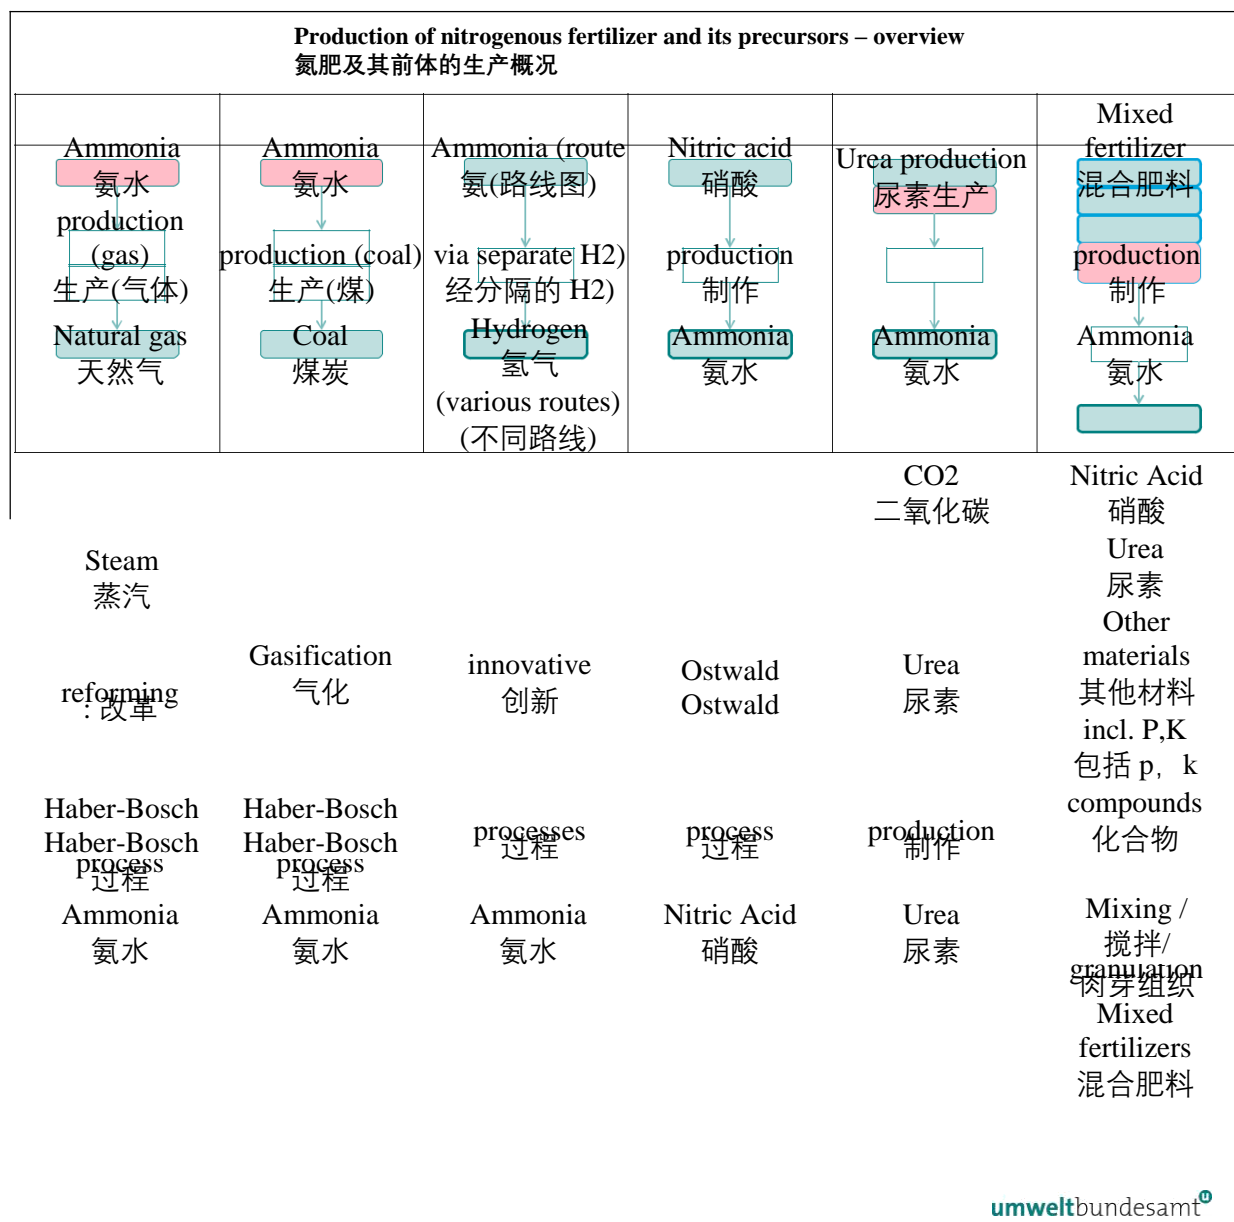 Production of nitrogenous fertilizer and its precursors – overview
氮肥及其前体的生产概况
Ammonia
氨水
production
(gas)
生产(气体)
Natural gas
天然气
Ammonia
氨水
production (coal)
生产(煤)
Coal
煤炭
Ammonia (route
氨(路线图)
via separate H2)
经分隔的 H2)
Hydrogen
氢气
(various routes)
(不同路线)
Nitric acid
硝酸
production
制作
Ammonia
氨水
Urea production
尿素生产
Ammonia
氨水
Mixed
fertilizer
混合肥料
production
制作
Ammonia
氨水
CO2
二氧化碳
Nitric Acid
硝酸
Urea
尿素
Other
materials
其他材料
incl. P,K
包括 p, k
compounds
化合物
Steam
蒸汽
reforming
: 改革
Gasification
气化
innovative
创新
Ostwald
Ostwald
Urea
尿素
Haber-Bosch
Haber-Bosch
process
过程
Haber-Bosch
Haber-Bosch
process
过程
processes
过程
process
过程
production
制作
Ammonia
氨水
Ammonia
氨水
Ammonia
氨水
Nitric Acid
硝酸
Urea
尿素
Mixing /
搅拌/
granulation
肉芽组织
Mixed
fertilizers
混合肥料
umweltbundesamt